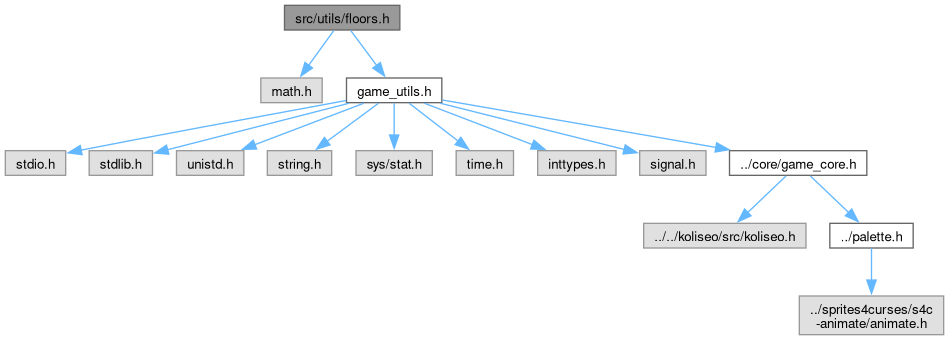 src/utils/floors.h
math.h
game_utils.h
stdio.h
stdlib.h
unistd.h
string.h
sys/stat.h
time.h
inttypes.h
signal.h
../core/game_core.h
../../koliseo/src/koliseo.h
../palette.h
../sprites4curses/s4c
-animate/animate.h